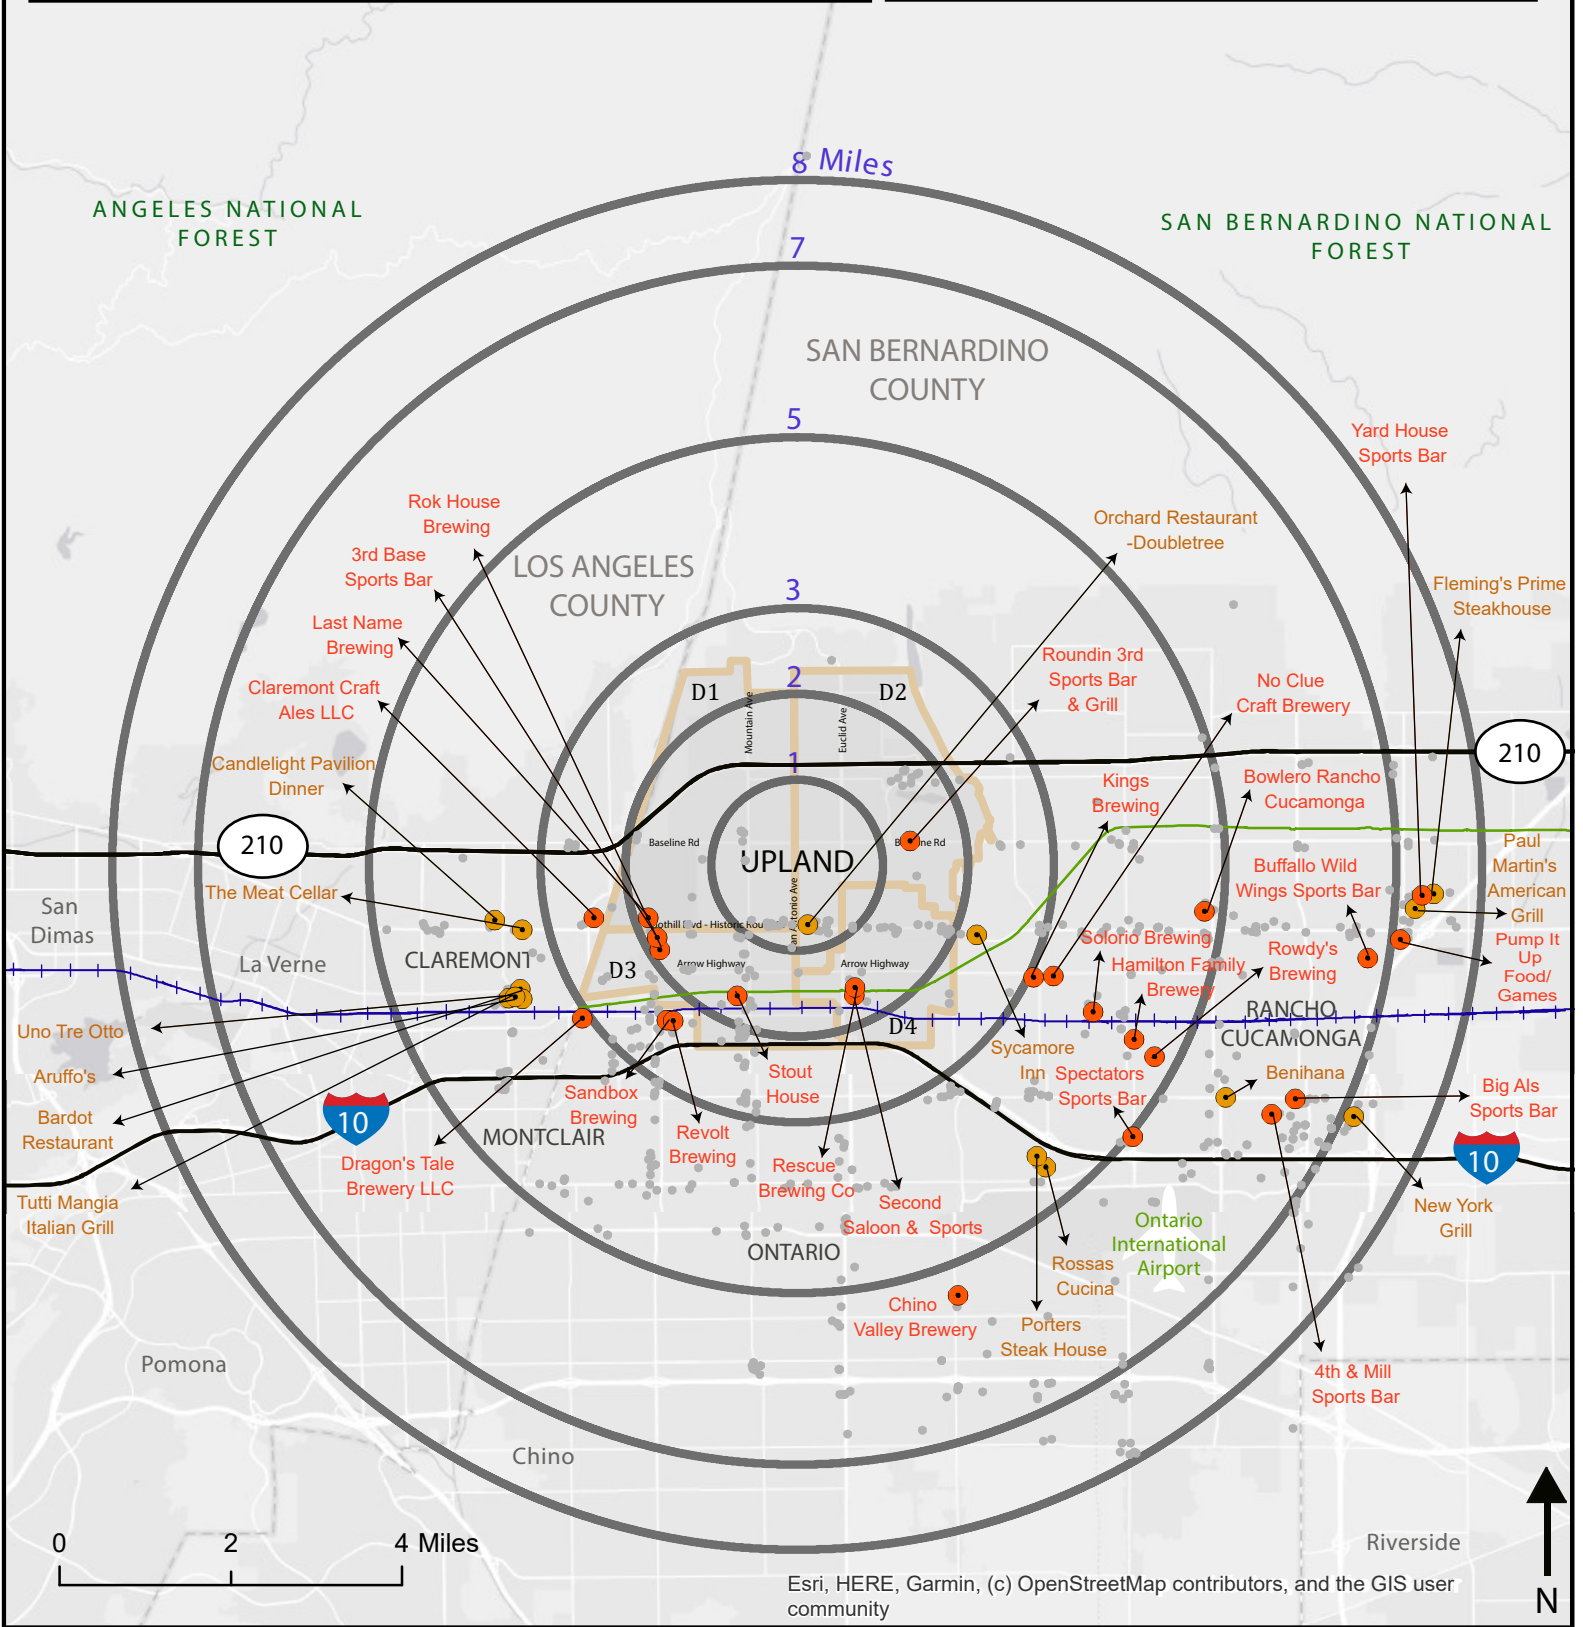 8 Miles
ANGELES NATIONAL
FOREST
SAN BERNARDINO NATIONAL
FOREST
7
SAN BERNARDINO
COUNTY
5
Yard House
Sports Bar
Rok House
Brewing
Orchard Restaurant
-Doubletree
3rd Base
Sports Bar
LOS ANGELES
COUNTY
3
Fleming's Prime
Steakhouse
Last Name
Brewing
Roundin 3rd
Sports Bar
& Grill
Claremont Craft
Ales LLC
2
D1
D2
No Clue
Craft Brewery
Mountain Ave
Euclid Ave
210
Candlelight Pavilion
Dinner
1
Kings
Brewing
Bowlero Rancho
Cucamonga
210
Baseline Rd
UPLAND
Paul
Martin's
American
Grill
The Meat Cellar
Buffallo Wild
Wings Sports Bar
San
Dimas
CLAREMONT
La Verne
D3
Arrow Highway
Arrow Highway
Solorio Brewing
Hamilton Family
Brewery
Rowdy's
Brewing
Pump It
Up
Food/
Games
RANCHO
CUCAMONGA
Uno Tre Otto
D4
Sycamore
Inn
Aruffo's
Stout
House
Spectators
Sports Bar
Benihana
Big Als
Sports Bar
Bardot
Restaurant
10
Sandbox
Brewing
MONTCLAIR
Revolt
Brewing
Dragon's Tale
Brewery LLC
Rescue
Brewing Co
10
Tutti Mangia
Italian Grill
Second
Saloon & Sports
New York
Grill
Ontario
International
Airport
ONTARIO
Rossas
Cucina
Chino
Valley Brewery
Porters
Steak House
Pomona
4th & Mill
Sports Bar
Chino
0 2 4 Miles
Riverside
Esri, HERE, Garmin, (c) OpenStreetMap contributors, and the GIS user
community
N